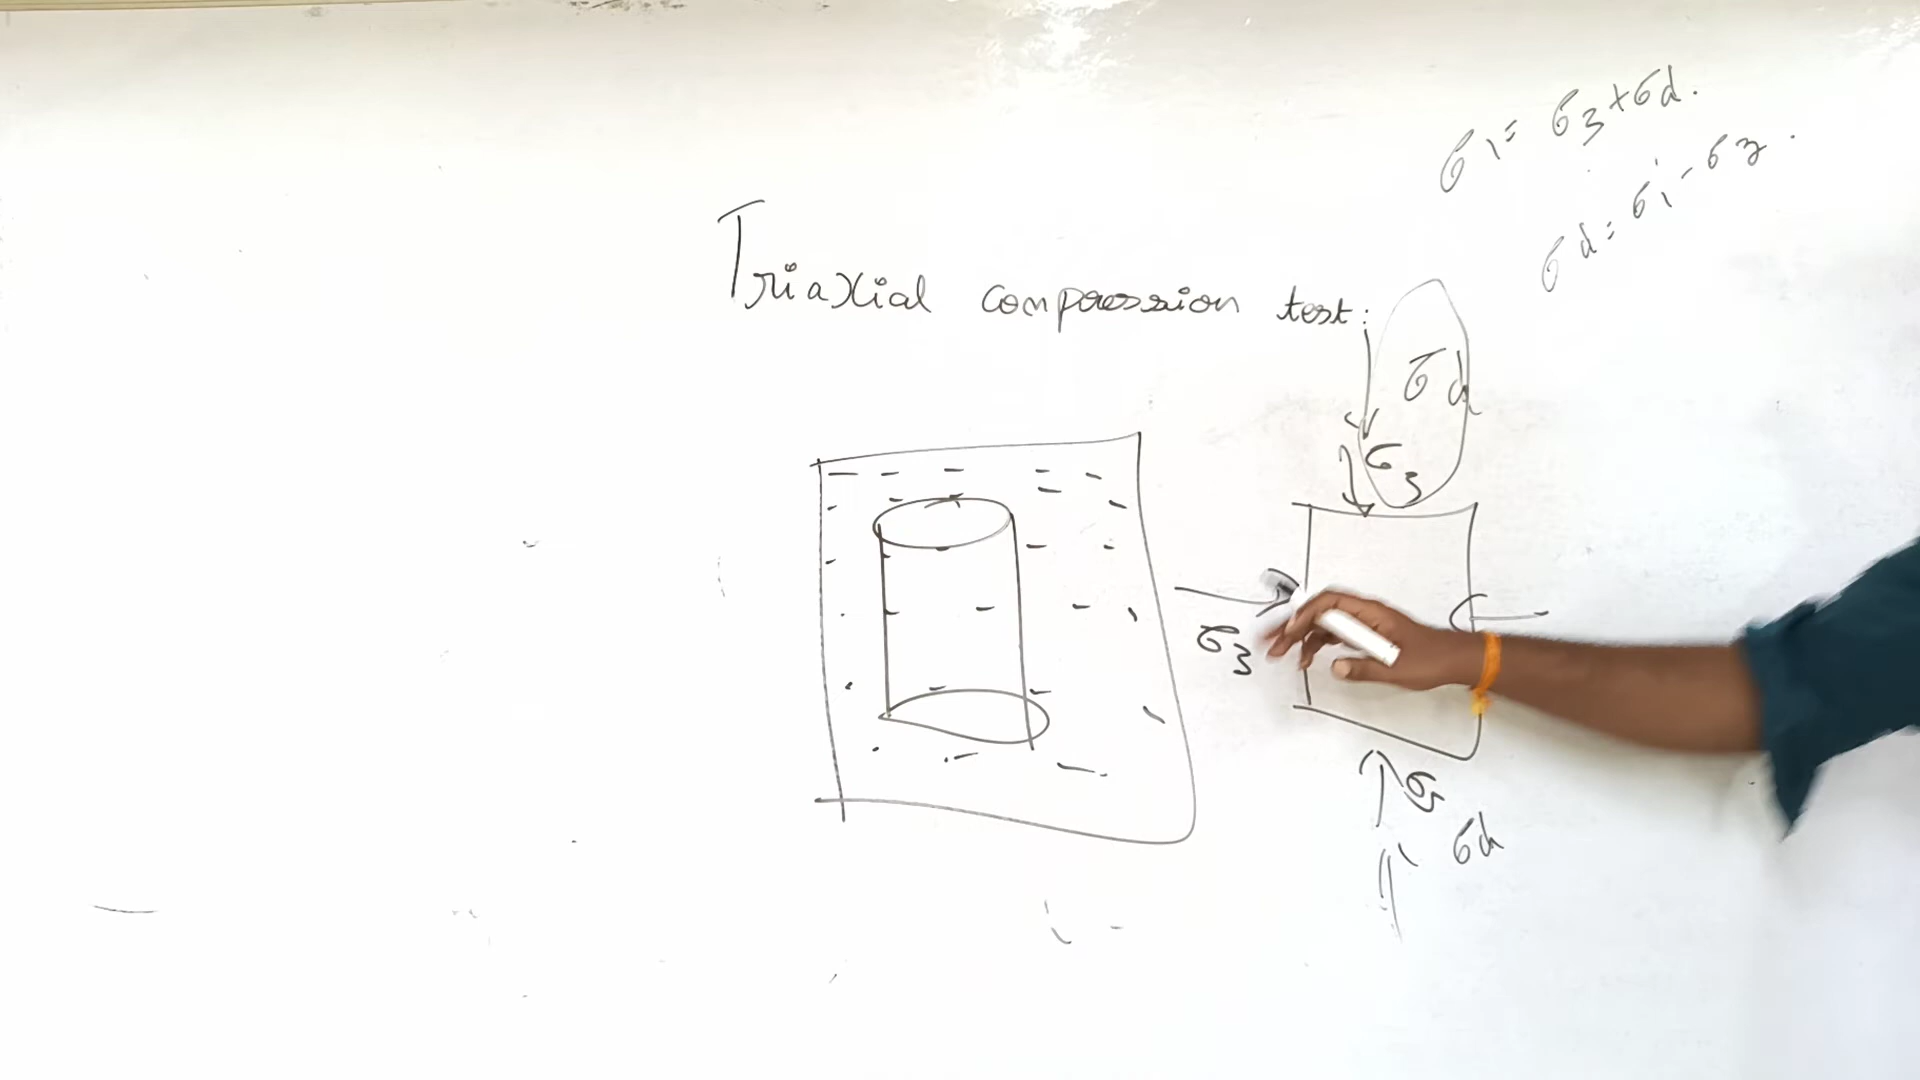 σ1 = σ3 + σd.
σd = σ1 - σ3.
Triaxial compression test:
σd
σ3
σ3
σ3
σd